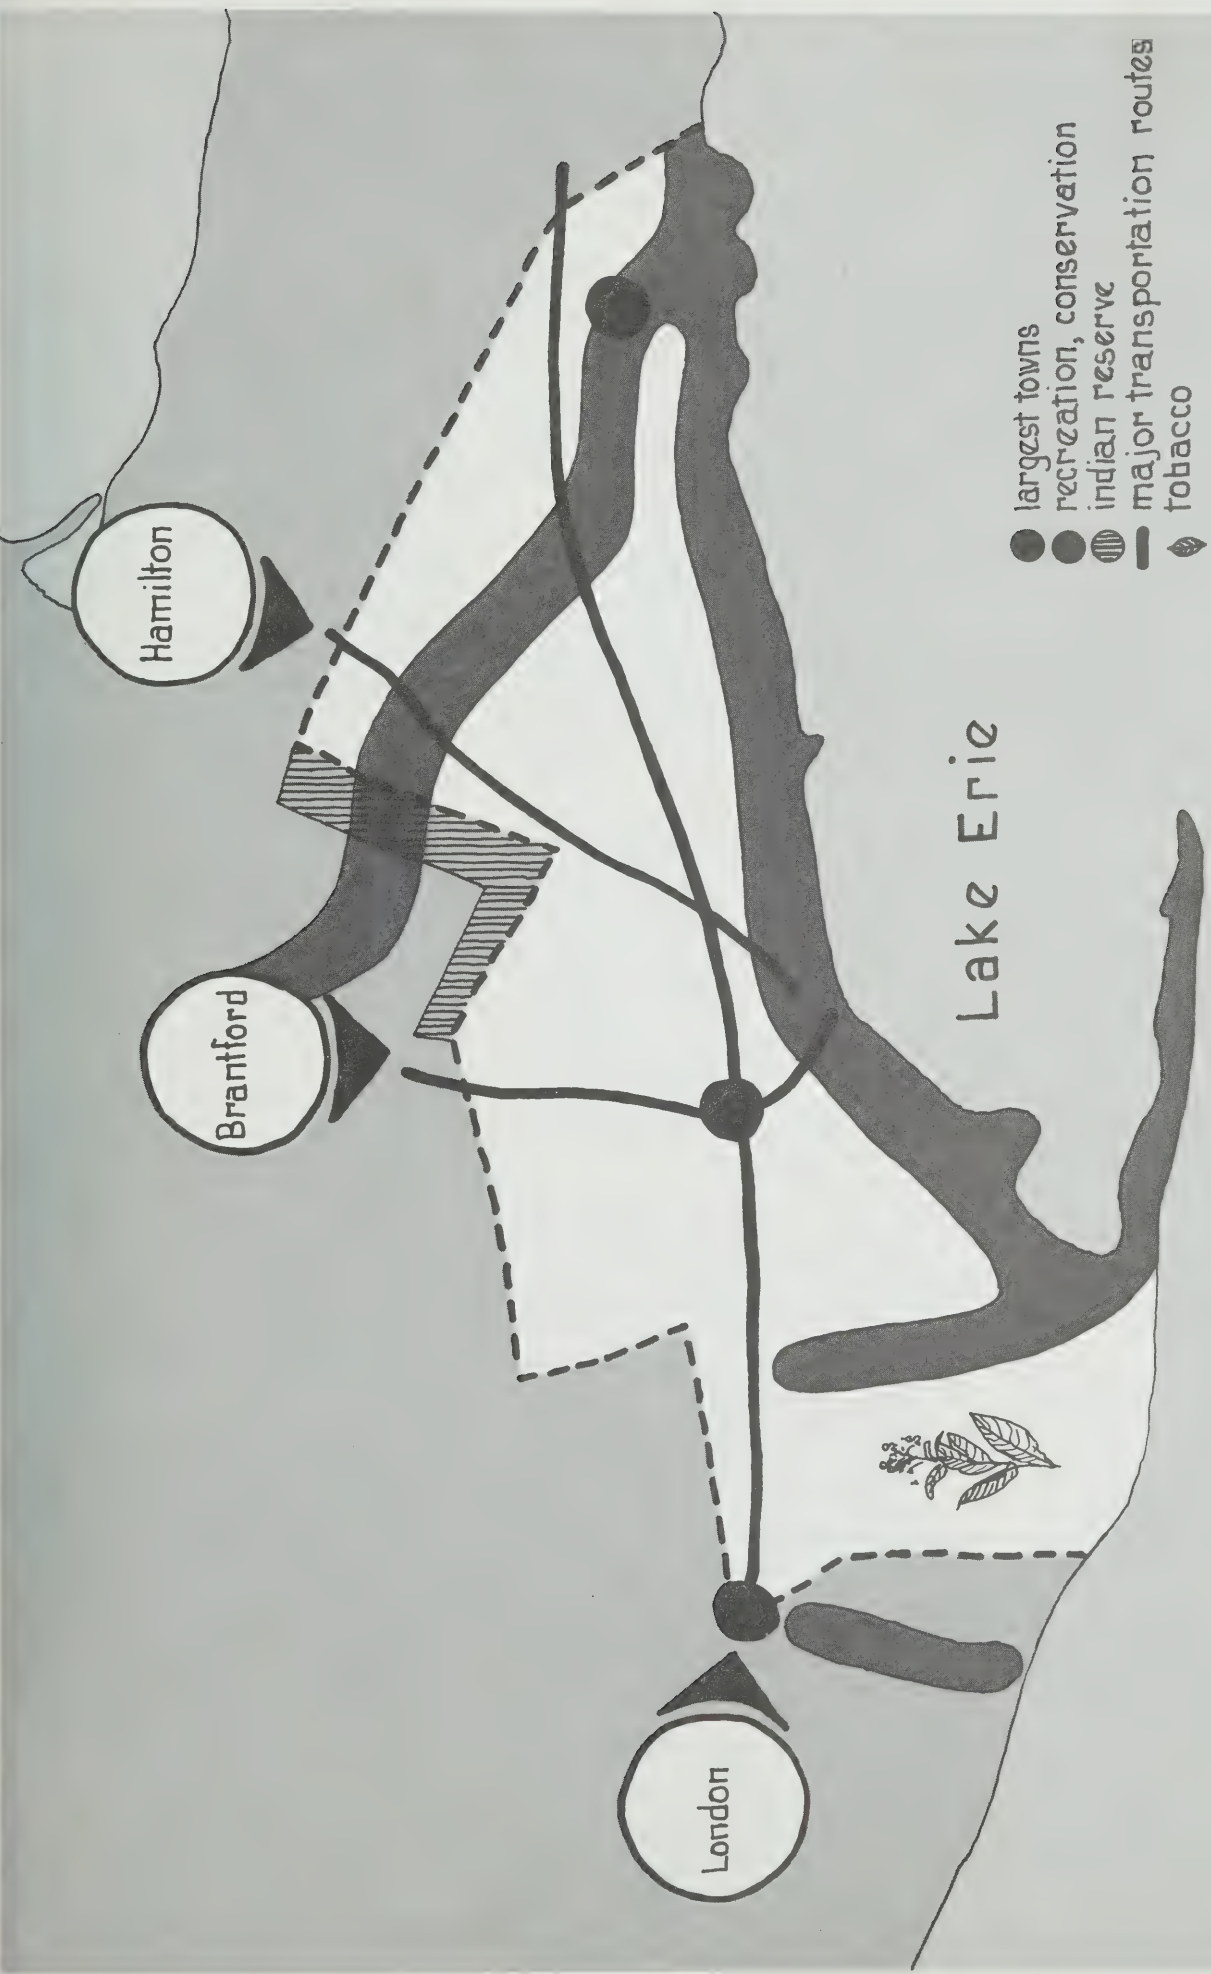 Hamilton
Brantford
London
Lake Erie
largest towns
recreation, conservation
indian reserve
major transportation routes
tobacco